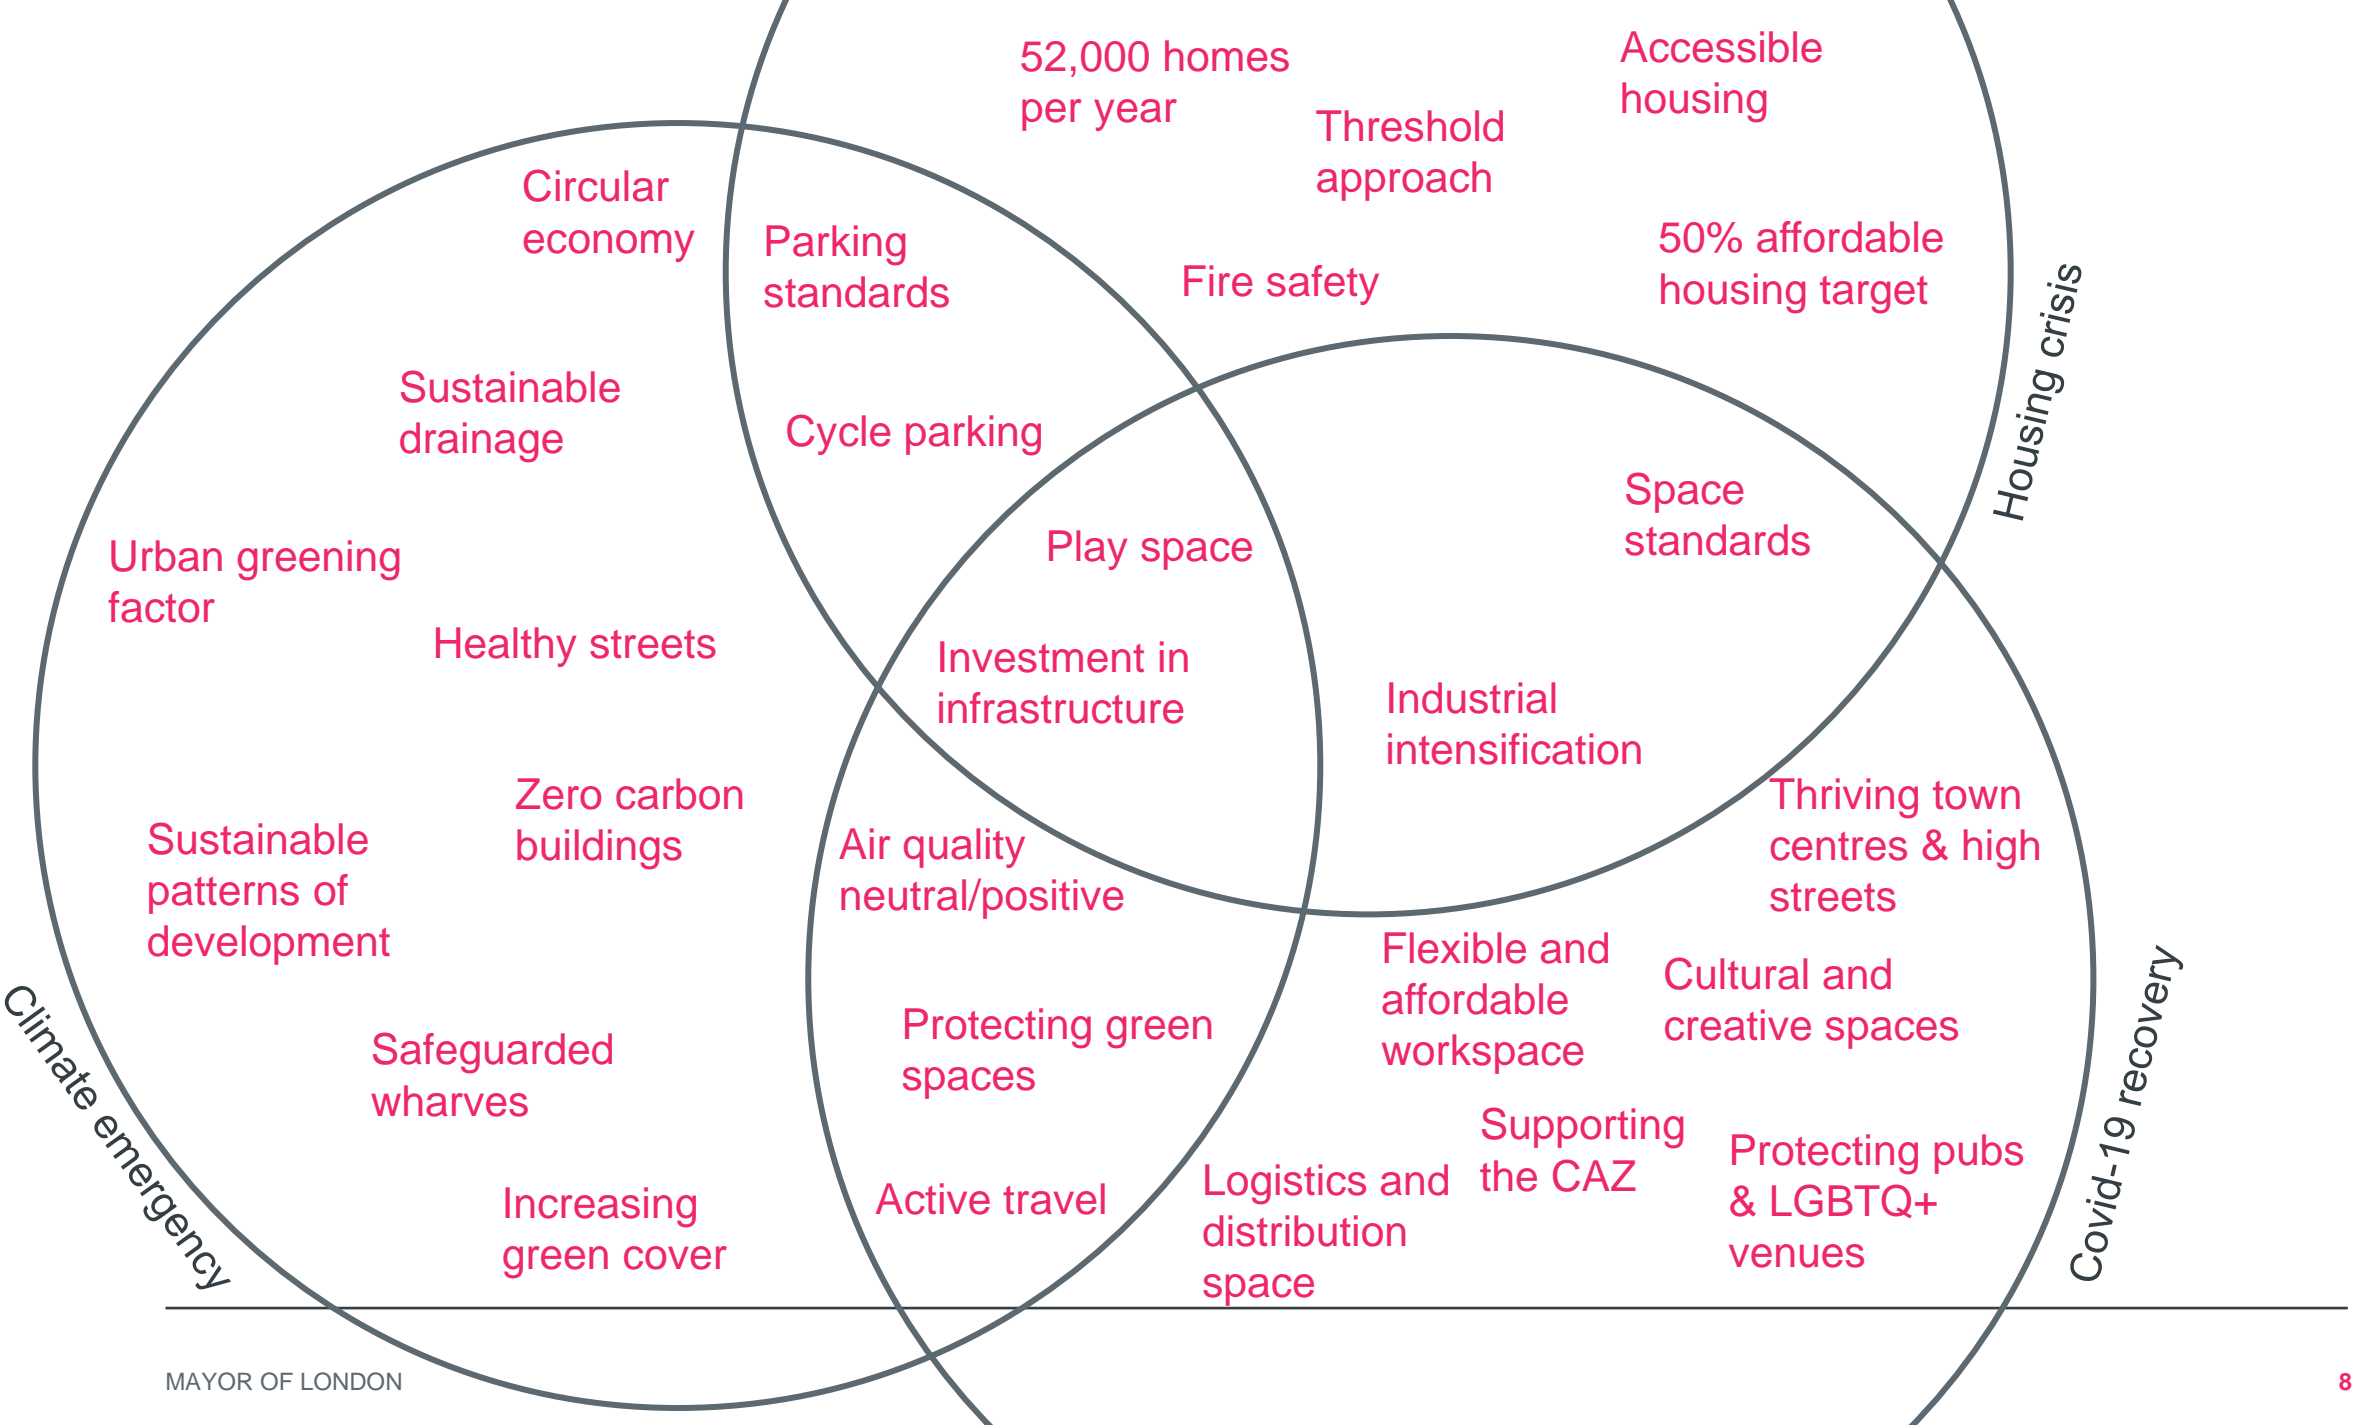 52,000 homes
per year
Accessible
housing
Threshold
approach
Circular
economy
Parking
standards
Fire safety
50% affordable
housing target
Housing crisis
Sustainable
drainage
Cycle parking
Space
standards
Urban greening
factor
Play space
Healthy streets
Investment in
infrastructure
Industrial
intensification
Zero carbon
buildings
Sustainable
patterns of
development
Air quality
neutral/positive
Thriving town
centres & high
streets
Flexible and
affordable
workspace
Cultural and
creative spaces
Climate emergency
Safeguarded
wharves
Protecting green
spaces
Covid-19 recovery
Supporting
the CAZ
Protecting pubs
& LGBTQ+
venues
Increasing
green cover
Active travel
Logistics and
distribution
space
MAYOR OF LONDON
8